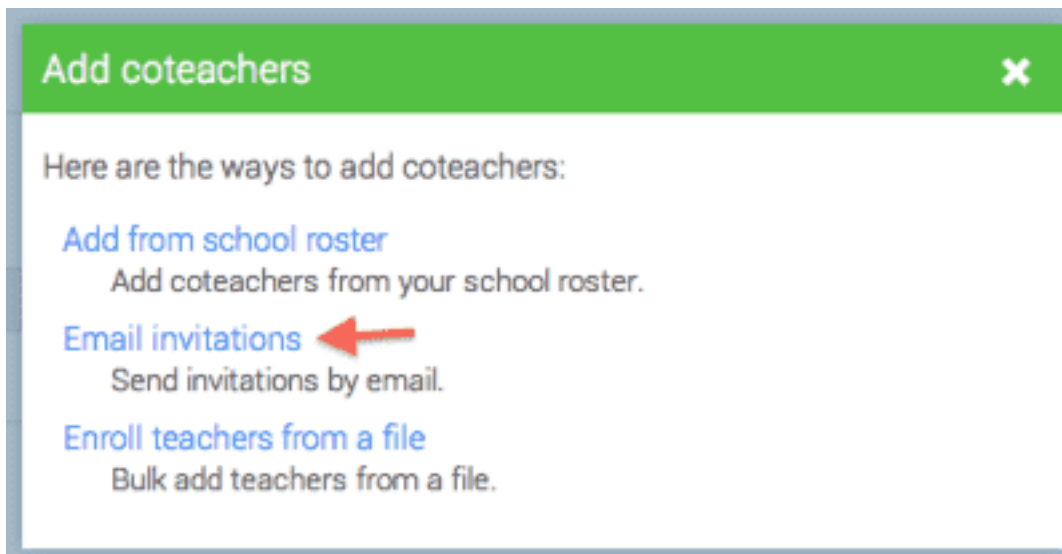 Add coteachers
Here are the ways to add coteachers:
Add from school roster
Add coteachers from your school roster.
Email invitations
Send invitations by email.
Enroll teachers from a file
Bulk add teachers from a file.